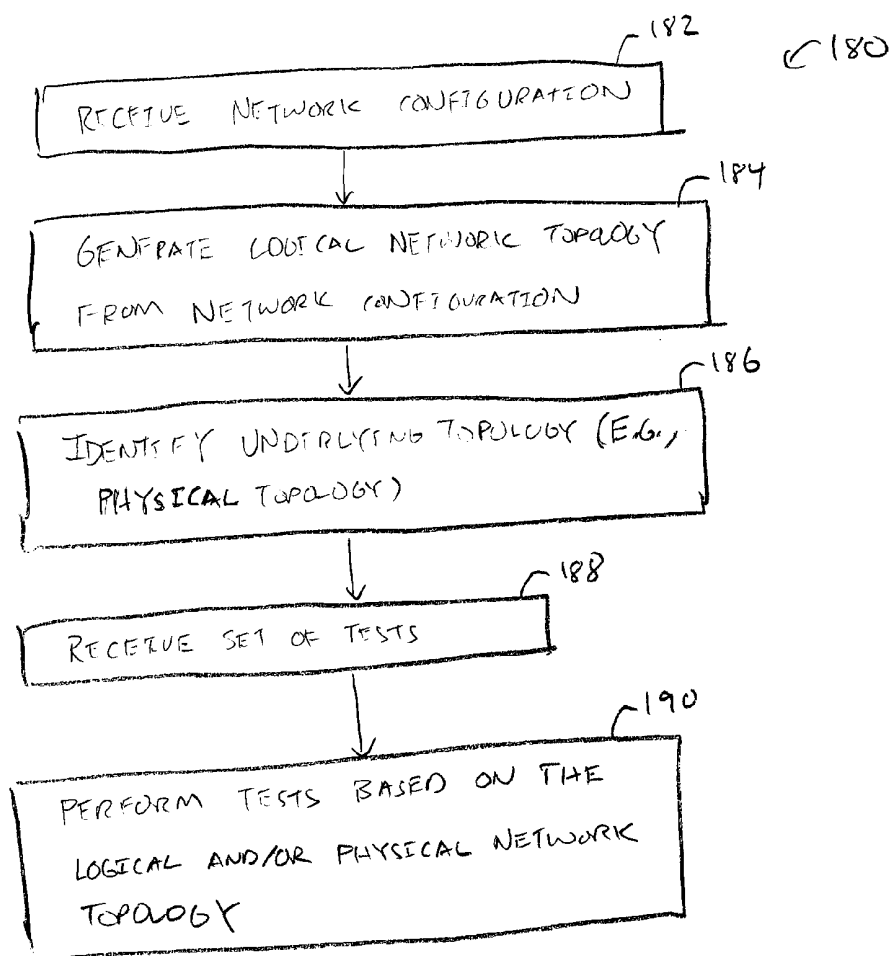 182
180
RECEIVE NETWORK CONFIGURATION
184
GENERATE LOGICAL NETWORK TOPOLOGY
FROM NETWORK CONFIGURATION
186
IDENTIFY UNDERLYING TOPOLOGY (E.G.,
PHYSICAL TOPOLOGY)
188
RECEIVE SET OF TESTS
190
PERFORM TESTS BASED ON THE
LOGICAL AND/OR PHYSICAL NETWORK
TOPOLOGY